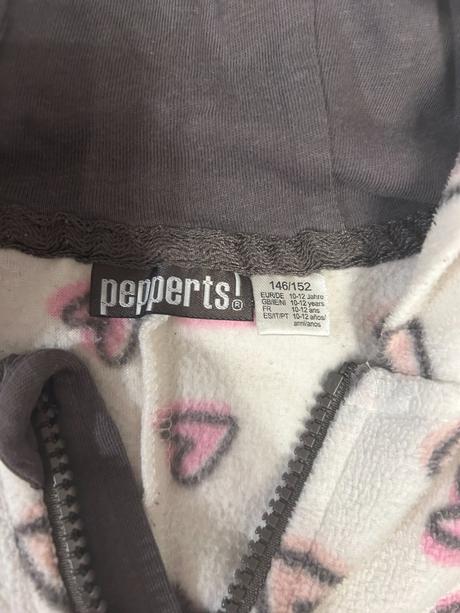 pepperts!®
146/152
EUR/DE 10-12 Jahre
GB/IE/NI 10-12 years
FR 10-12 ans
ES/IT/PT 10-12 años/
anni/anos